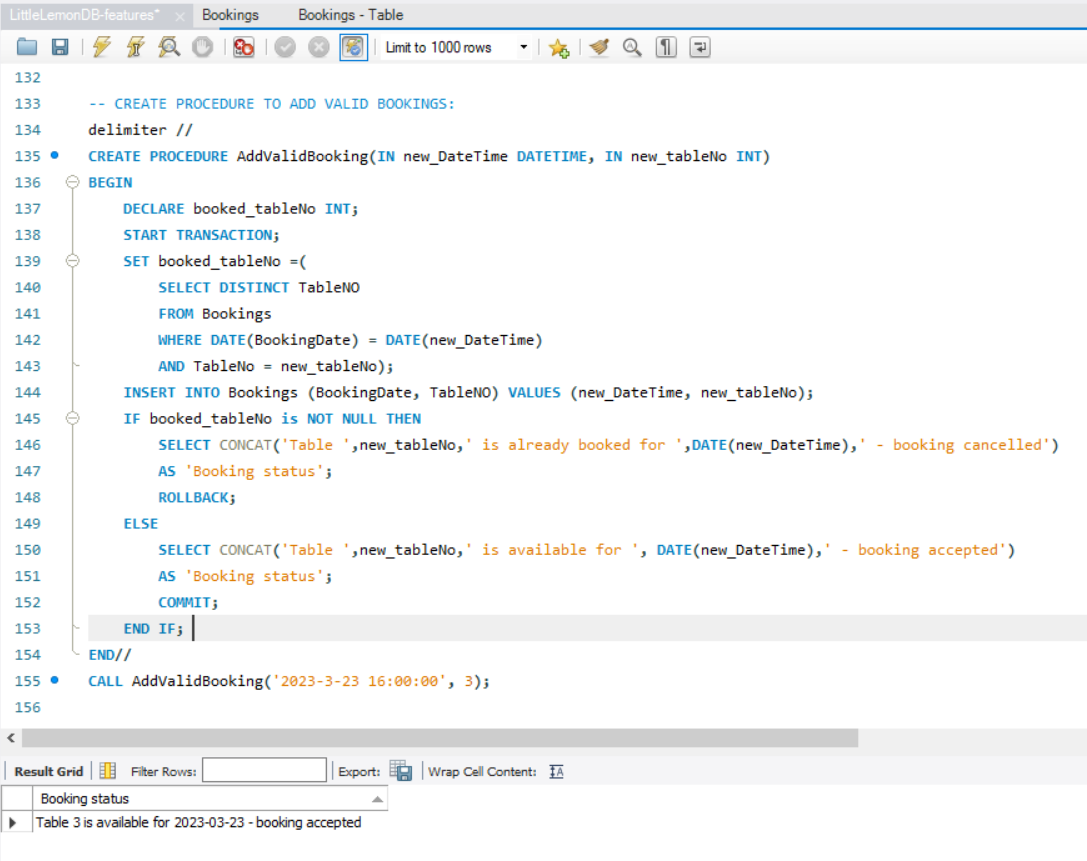 LittleLemonDB-features* × Bookings Bookings - Table
Limit to 1000 rows
132
133 -- CREATE PROCEDURE TO ADD VALID BOOKINGS:
134 delimiter //
135 CREATE PROCEDURE AddValidBooking(IN new_DateTime DATETIME, IN new_tableNo INT)
136 BEGIN
137 DECLARE booked_tableNo INT;
138 START TRANSACTION;
139 SET booked_tableNo =(
140 SELECT DISTINCT TableNO
141 FROM Bookings
142 WHERE DATE(BookingDate) = DATE(new_DateTime)
143 AND TableNo = new_tableNo);
144 INSERT INTO Bookings (BookingDate, TableNO) VALUES (new_DateTime, new_tableNo);
145 IF booked_tableNo is NOT NULL THEN
146 SELECT CONCAT('Table ',new_tableNo,' is already booked for ',DATE(new_DateTime),' - booking cancelled')
147 AS 'Booking status';
148 ROLLBACK;
149 ELSE
150 SELECT CONCAT('Table ',new_tableNo,' is available for ', DATE(new_DateTime),' - booking accepted')
151 AS 'Booking status';
152 COMMIT;
153 END IF;
154 END//
155 CALL AddValidBooking('2023-3-23 16:00:00', 3);
156
Result Grid Filter Rows: Export: Wrap Cell Content:
Booking status
Table 3 is available for 2023-03-23 - booking accepted